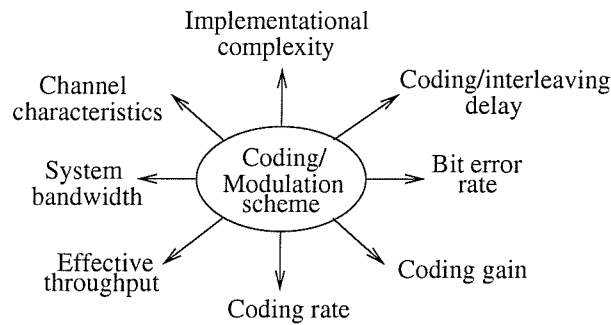 Implementational
complexity
Channel
characteristics
Coding/interleaving
delay
Coding/
Modulation
scheme
System
bandwidth
Bit error
rate
Effective
throughput
Coding gain
Coding rate